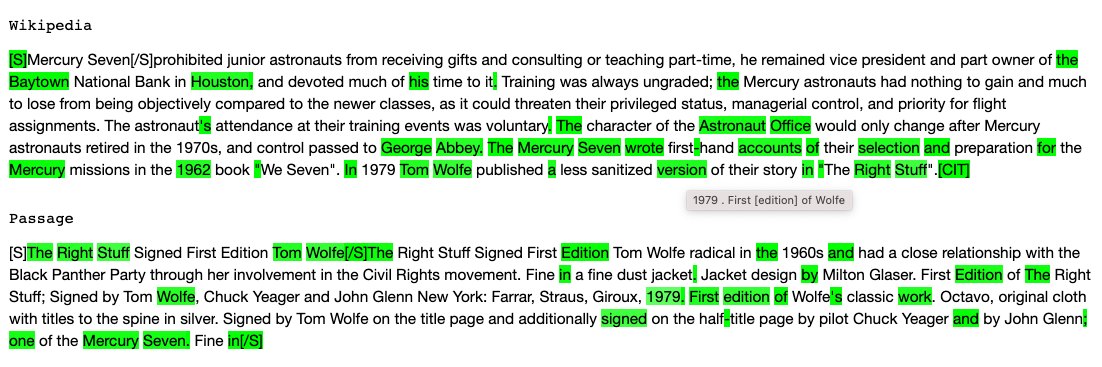 Wikipedia
[S]Mercury Seven[/S]prohibited junior astronauts from receiving gifts and consulting or teaching part-time, he remained vice president and part owner of the
Baytown National Bank in Houston, and devoted much of his time to it. Training was always ungraded; the Mercury astronauts had nothing to gain and much
to lose from being objectively compared to the newer classes, as it could threaten their privileged status, managerial control, and priority for flight
assignments. The astronaut's attendance at their training events was voluntary. The character of the Astronaut Office would only change after Mercury
astronauts retired in the 1970s, and control passed to George Abbey. The Mercury Seven wrote first-hand accounts of their selection and preparation for the
Mercury missions in the 1962 book "We Seven". In 1979 Tom Wolfe published a less sanitized version of their story in "The Right Stuff".[CIT]
1979 . First [edition] of Wolfe
Passage
[S]The Right Stuff Signed First Edition Tom Wolfe[/S]The Right Stuff Signed First Edition Tom Wolfe radical in the 1960s and had a close relationship with the
Black Panther Party through her involvement in the Civil Rights movement. Fine in a fine dust jacket. Jacket design by Milton Glaser. First Edition of The Right
Stuff; Signed by Tom Wolfe, Chuck Yeager and John Glenn New York: Farrar, Straus, Giroux, 1979. First edition of Wolfe's classic work. Octavo, original cloth
with titles to the spine in silver. Signed by Tom Wolfe on the title page and additionally signed on the half-title page by pilot Chuck Yeager and by John Glenn;
one of the Mercury Seven. Fine in[/S]